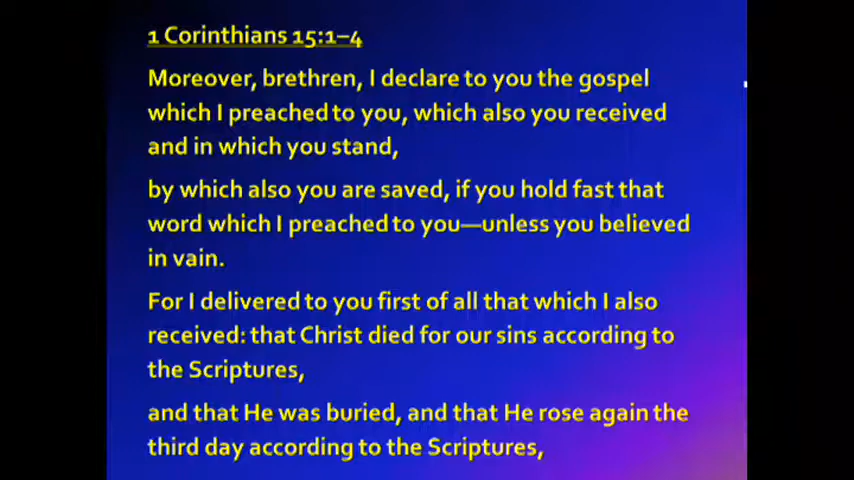 1 Corinthians 15:1–4
Moreover, brethren, I declare to you the gospel
which I preached to you, which also you received
and in which you stand,
by which also you are saved, if you hold fast that
word which I preached to you—unless you believed
in vain.
For I delivered to you first of all that which I also
received: that Christ died for our sins according to
the Scriptures,
and that He was buried, and that He rose again the
third day according to the Scriptures,